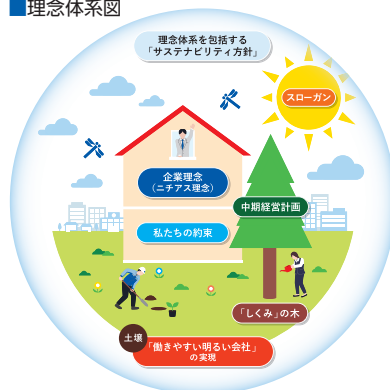 ■理念体系図
理念体系を包括する
「サステナビリティ方針」
スローガン
企業理念
(ニチアス理念)
中期経営計画
私たちの約束
「しくみ」の木
土壌
「働きやすい明るい会社」
の実現